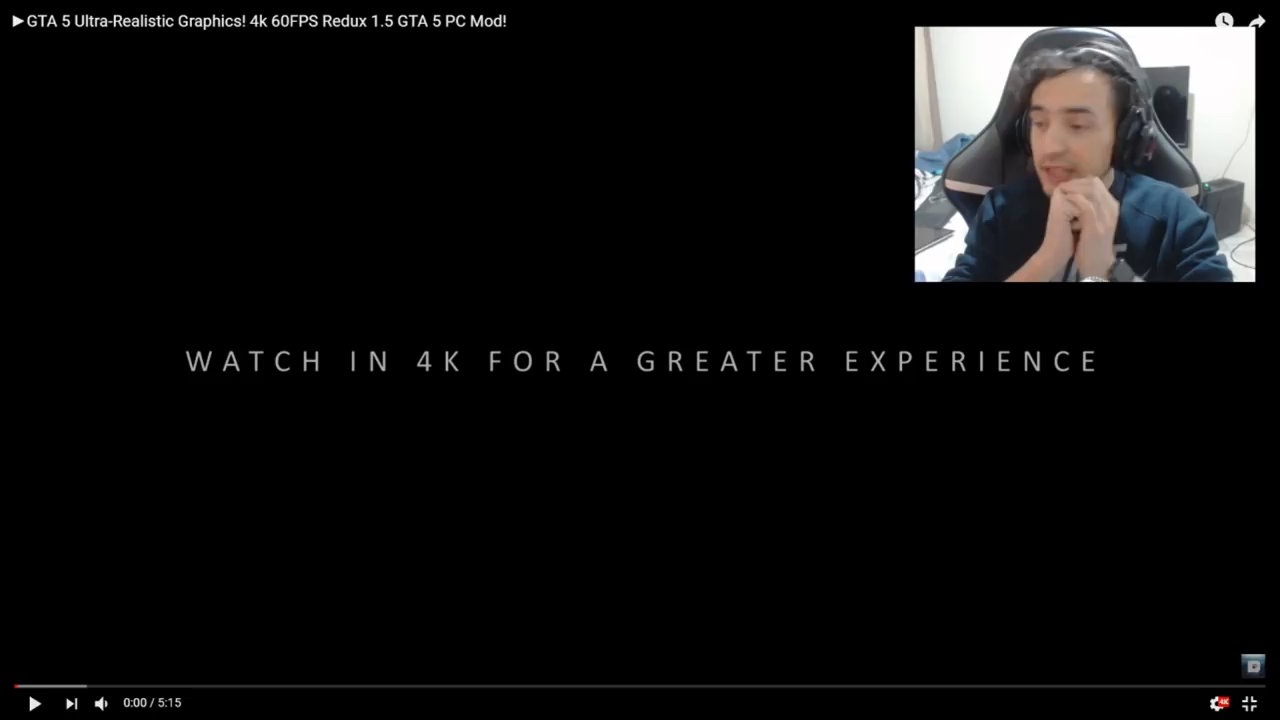 ►GTA 5 Ultra-Realistic Graphics! 4k 60FPS Redux 1.5 GTA 5 PC Mod!
WATCH IN 4K FOR A GREATER EXPERIENCE
0:00 / 5:15
4K